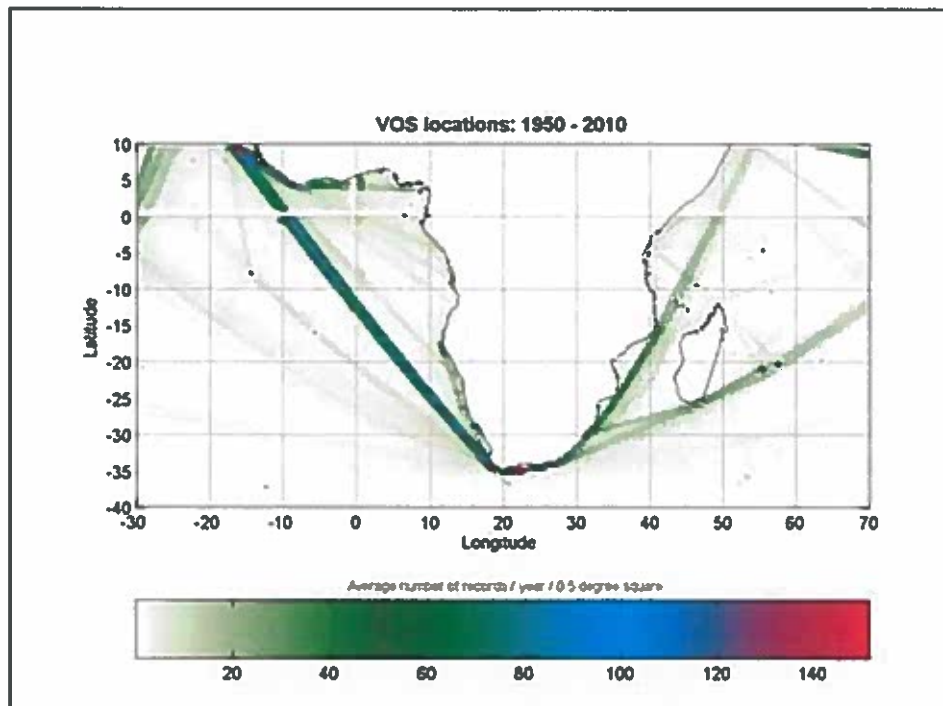 VOS locations: 1950 - 2010
10
5
0
-5
-10
-15
-20
-25
-30
-35
-40
Latitude
-30 -20 -10 0 10 20 30 40 50 60 70
Longitude
Average number of records / year / 0.5 degree square
20 40 60 80 100 120 140